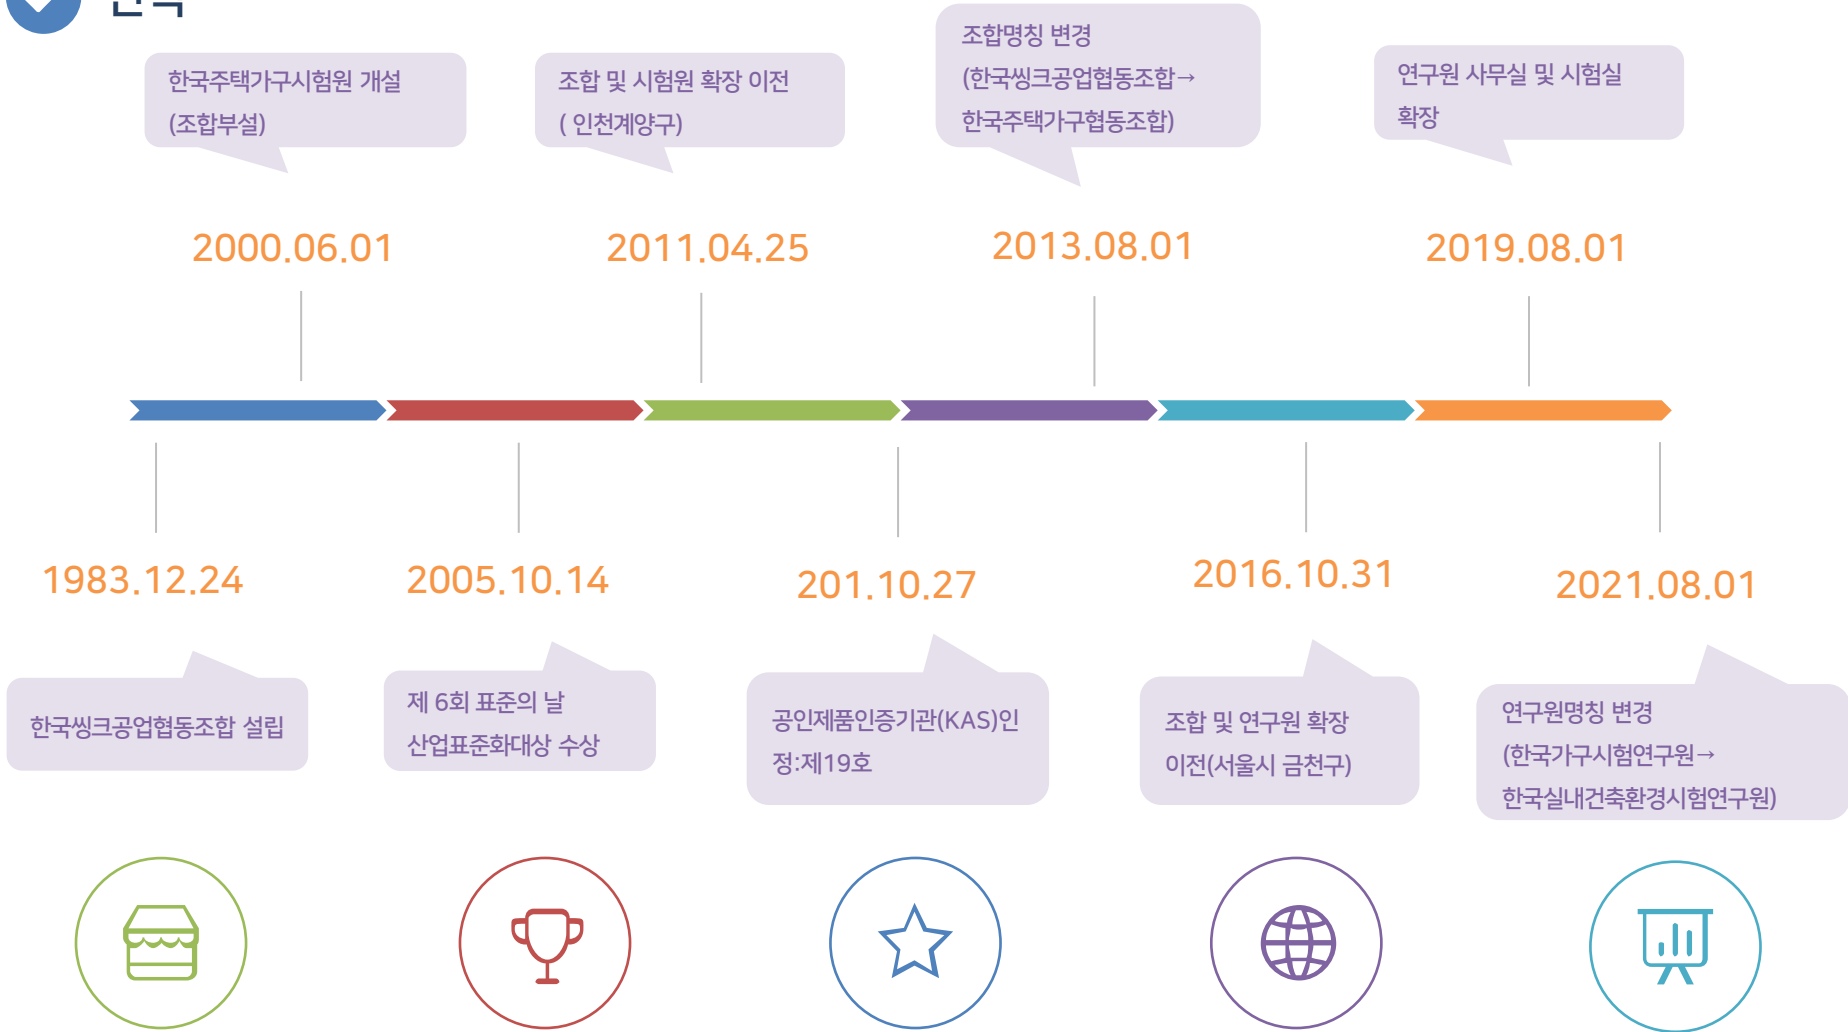 한국주택가구시험원 개설
(조합부설)
조합 및 시험원 확장 이전
( 인천계양구)
조합명칭 변경
(한국씽크공업협동조합→
한국주택가구협동조합)
연구원 사무실 및 시험실
확장
2000.06.01
2011.04.25
2013.08.01
2019.08.01
1983.12.24
2005.10.14
201.10.27
2016.10.31
2021.08.01
한국씽크공업협동조합 설립
제 6회 표준의 날
산업표준화대상 수상
공인제품인증기관(KAS)인
정:제19호
조합 및 연구원 확장
이전(서울시 금천구)
연구원명칭 변경
(한국가구시험연구원→
한국실내건축환경시험연구원)